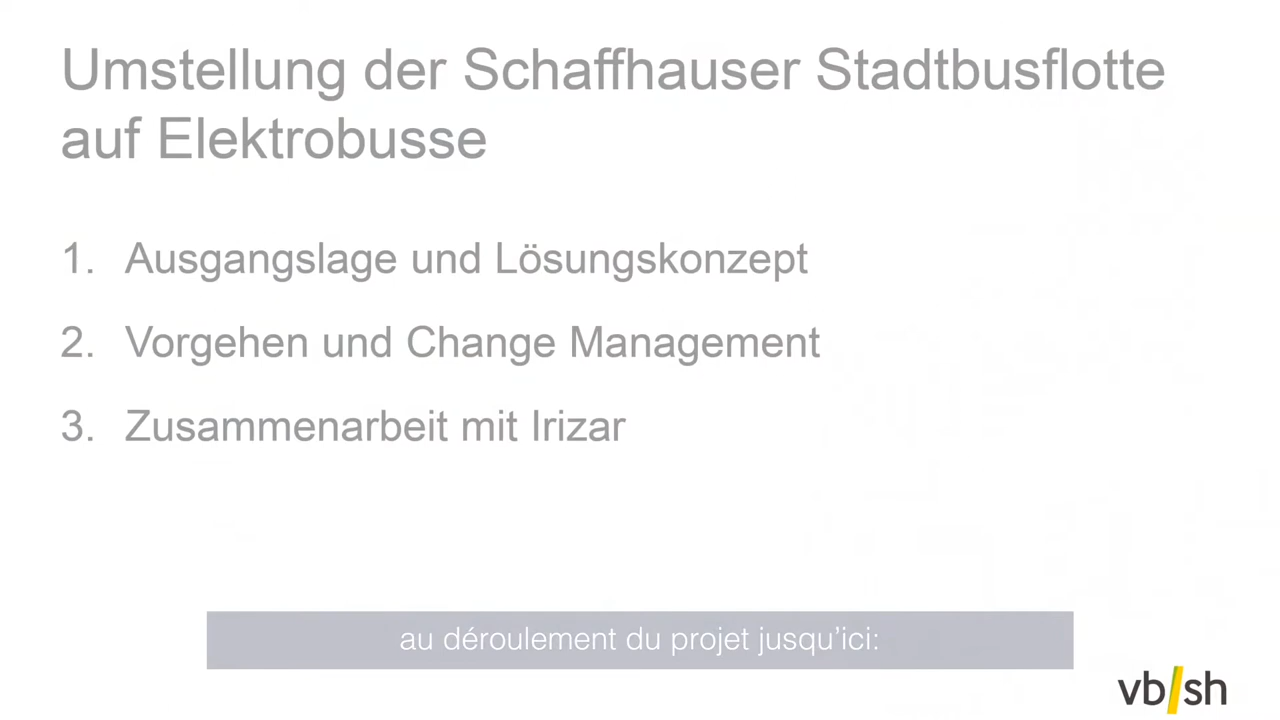 Umstellung der Schaffhauser Stadtbusflotte
auf Elektrobusse
1. Ausgangslage und Lösungskonzept
2. Vorgehen und Change Management
3. Zusammenarbeit mit Irizar
au déroulement du projet jusqu’ici:
vb/sh